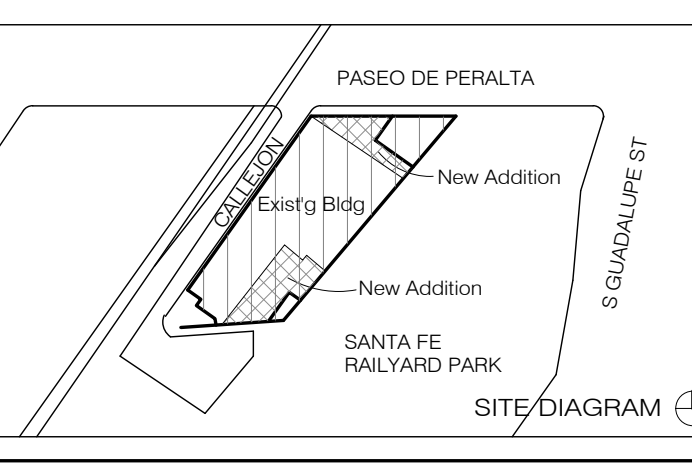 PASEO DE PERALTA
CALLEJON
New Addition
Exist'g Bldg
S GUADALUPE ST
New Addition
SANTA FE
RAILYARD PARK
SITE DIAGRAM